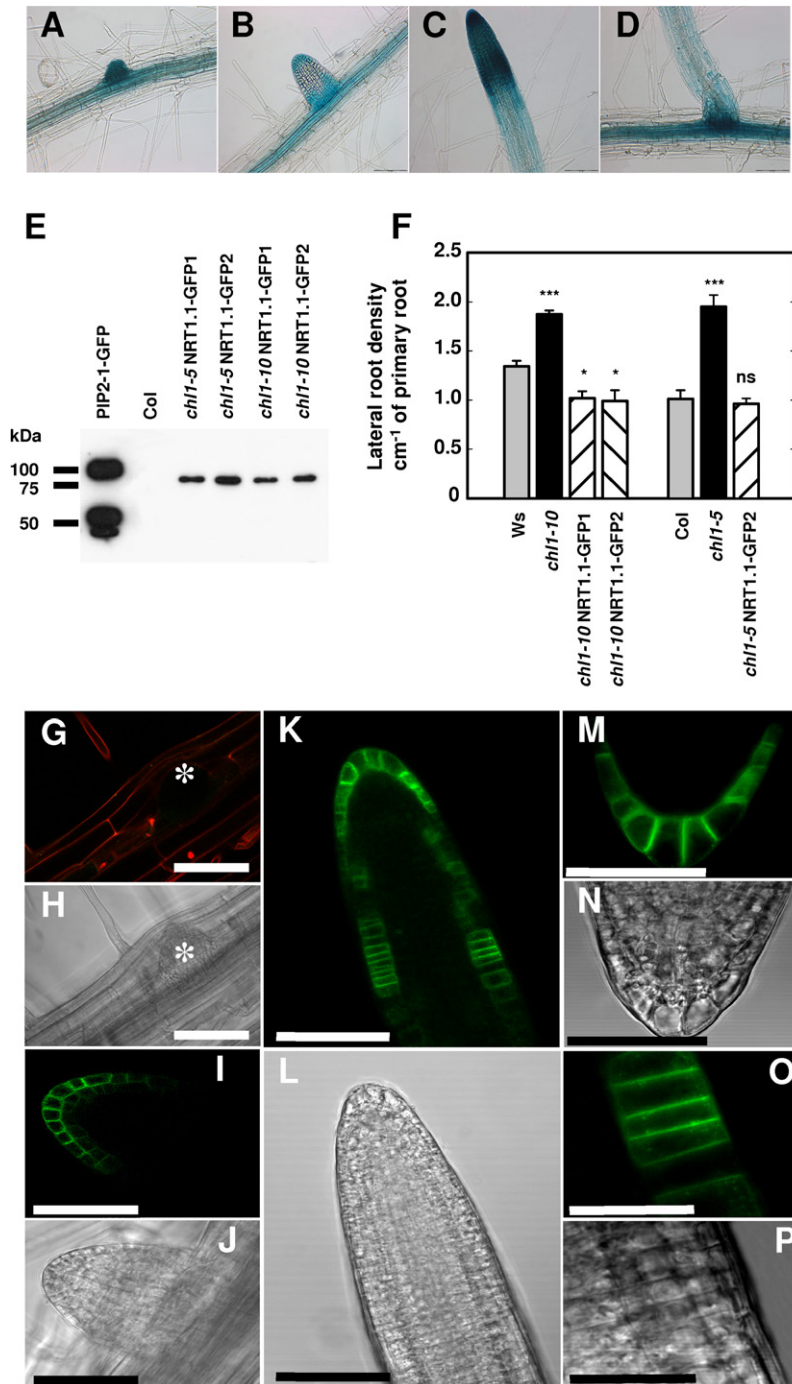 A
B
C
D
E
PIP2-1-GFP
Col
chl1-5 NRT1.1-GFP1
chl1-5 NRT1.1-GFP2
chl1-10 NRT1.1-GFP1
chl1-10 NRT1.1-GFP2
kDa
100
75
50
F
Lateral root density
cm-1 of primary root
2.5
2.0
1.5
1.0
0.5
0
***
*
*
***
ns
Ws
chl1-10
chl1-10 NRT1.1-GFP1
chl1-10 NRT1.1-GFP2
Col
chl1-5
chl1-5 NRT1.1-GFP2
G
*
H
*
I
J
K
L
M
N
O
P